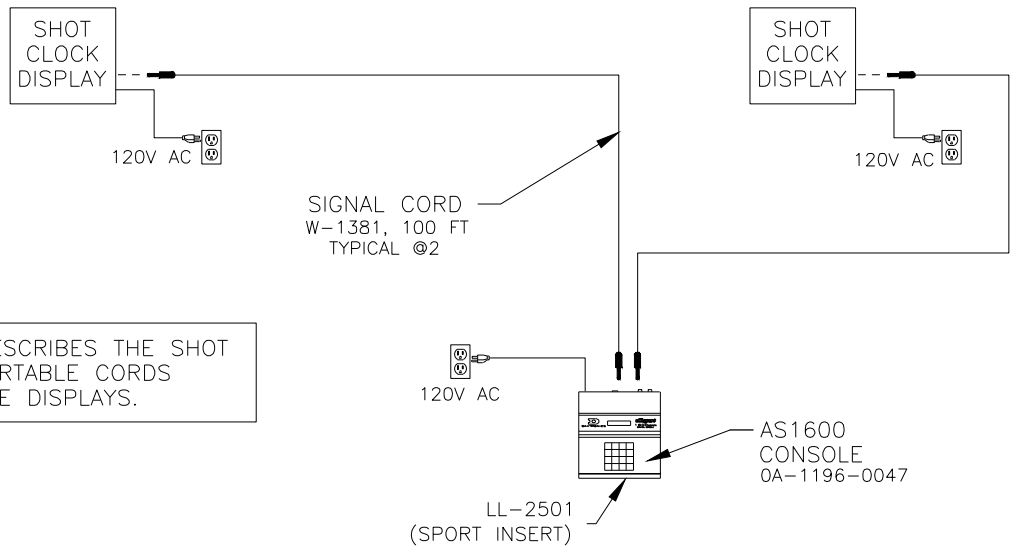 SHOT
CLOCK
DISPLAY
120V AC
SHOT
CLOCK
DISPLAY
120V AC
SIGNAL CORD
W-1381, 100 FT
TYPICAL @2
ESCRIBES THE SHOT
RTABLE CORDS
E DISPLAYS.
120V AC
AS1600
CONSOLE
0A-1196-0047
LL-2501
(SPORT INSERT)